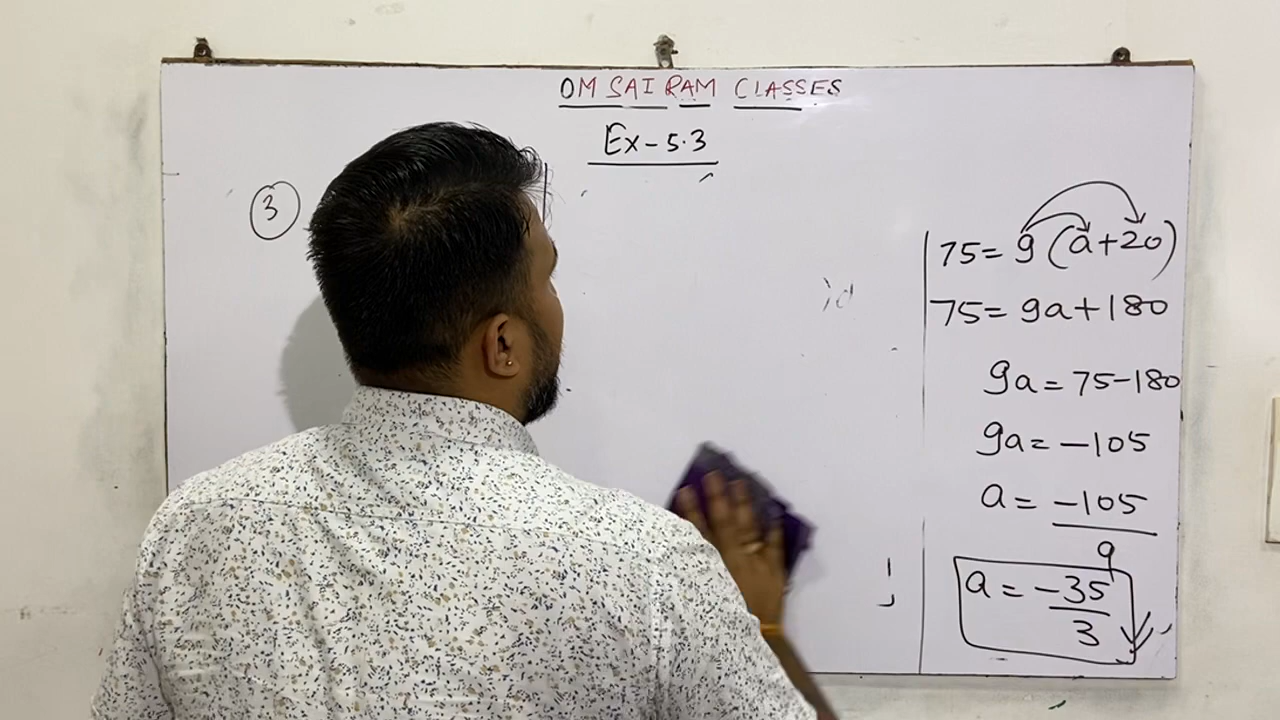 OM SAI RAM CLASSES
Ex-5.3
3
75 = 9 (a+20)
75 = 9a+180
9a = 75-180
9a = -105
a = -105
9
a = -35
3